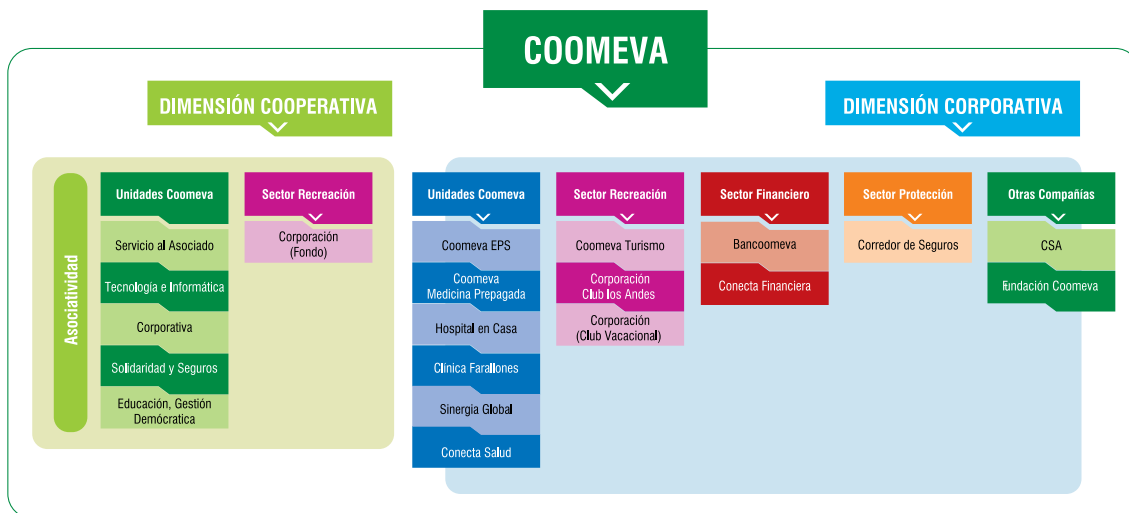 COOMEVA
DIMENSIÓN COOPERATIVA
DIMENSIÓN CORPORATIVA
Asociatividad
Unidades Coomeva
Servicio al Asociado
Tecnología e Informática
Corporativa
Solidaridad y Seguros
Educación, Gestión
Demócratica
Sector Recreación
Corporación
(Fondo)
Unidades Coomeva
Coomeva EPS
Coomeva
Medicina Prepagada
Hospital en Casa
Clínica Farallones
Sinergia Global
Conecta Salud
Sector Recreación
Coomeva Turismo
Corporación
Club los Andes
Corporación
(Club Vacacional)
Sector Financiero
Bancoomeva
Conecta Financiera
Sector Protección
Corredor de Seguros
Otras Compañías
CSA
Fundación Coomeva